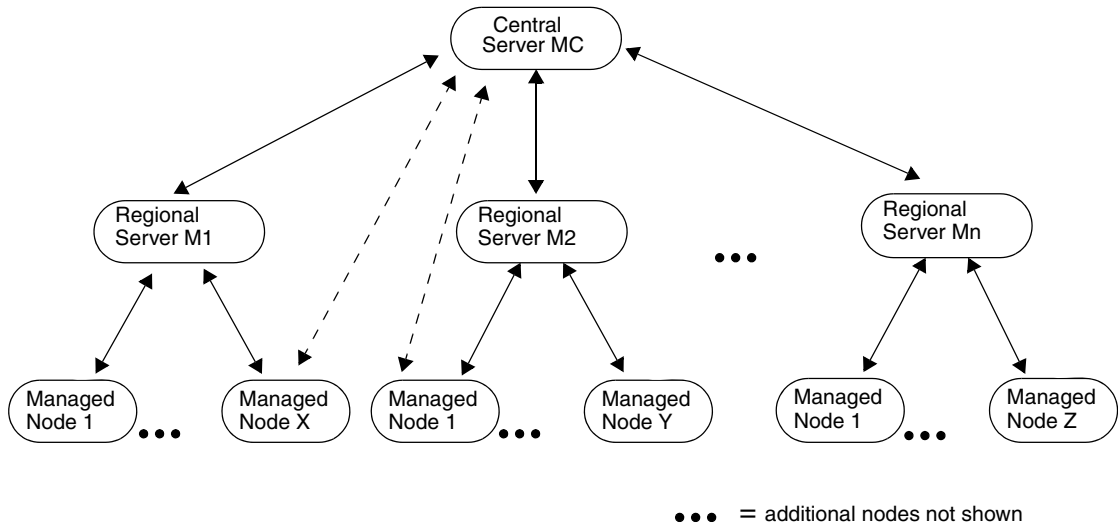 Central
Server MC
Regional
Server M1
Regional
Server M2
Regional
Server Mn
Managed
Node 1
Managed
Node X
Managed
Node 1
Managed
Node Y
Managed
Node 1
Managed
Node Z
= additional nodes not shown